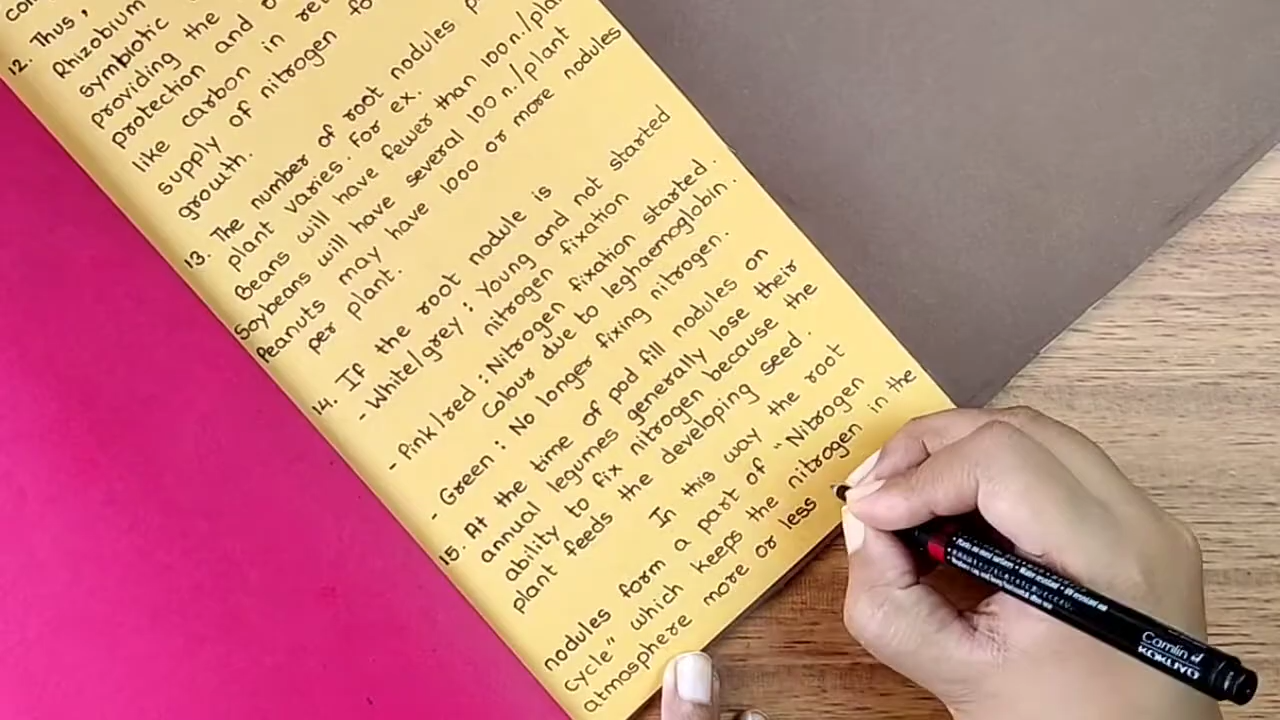 12. Thus,
Rhizobium
symbiotic
providing the
protection and
like carbon in
supply of nitrogen
growth.
13. The number of root nodules
plant varies. For ex.
Beans will have fewer than 100 n./plant
Soybeans will have several 100 n./plant
Peanuts may have 1000 or more nodules
per plant.
14. If the root nodule is
- White/grey : Young and not started
nitrogen fixation
- Pink/red : Nitrogen fixation started.
Colour due to leghaemoglobin.
- Green : No longer fixing nitrogen.
15. At the time of pod fill nodules on
annual legumes generally lose their
ability to fix nitrogen because the
plant feeds the developing seed.
In this way the root
nodules form a part of "Nitrogen
Cycle" which keeps the nitrogen in the
atmosphere more or less
Camlin
KOKUYO